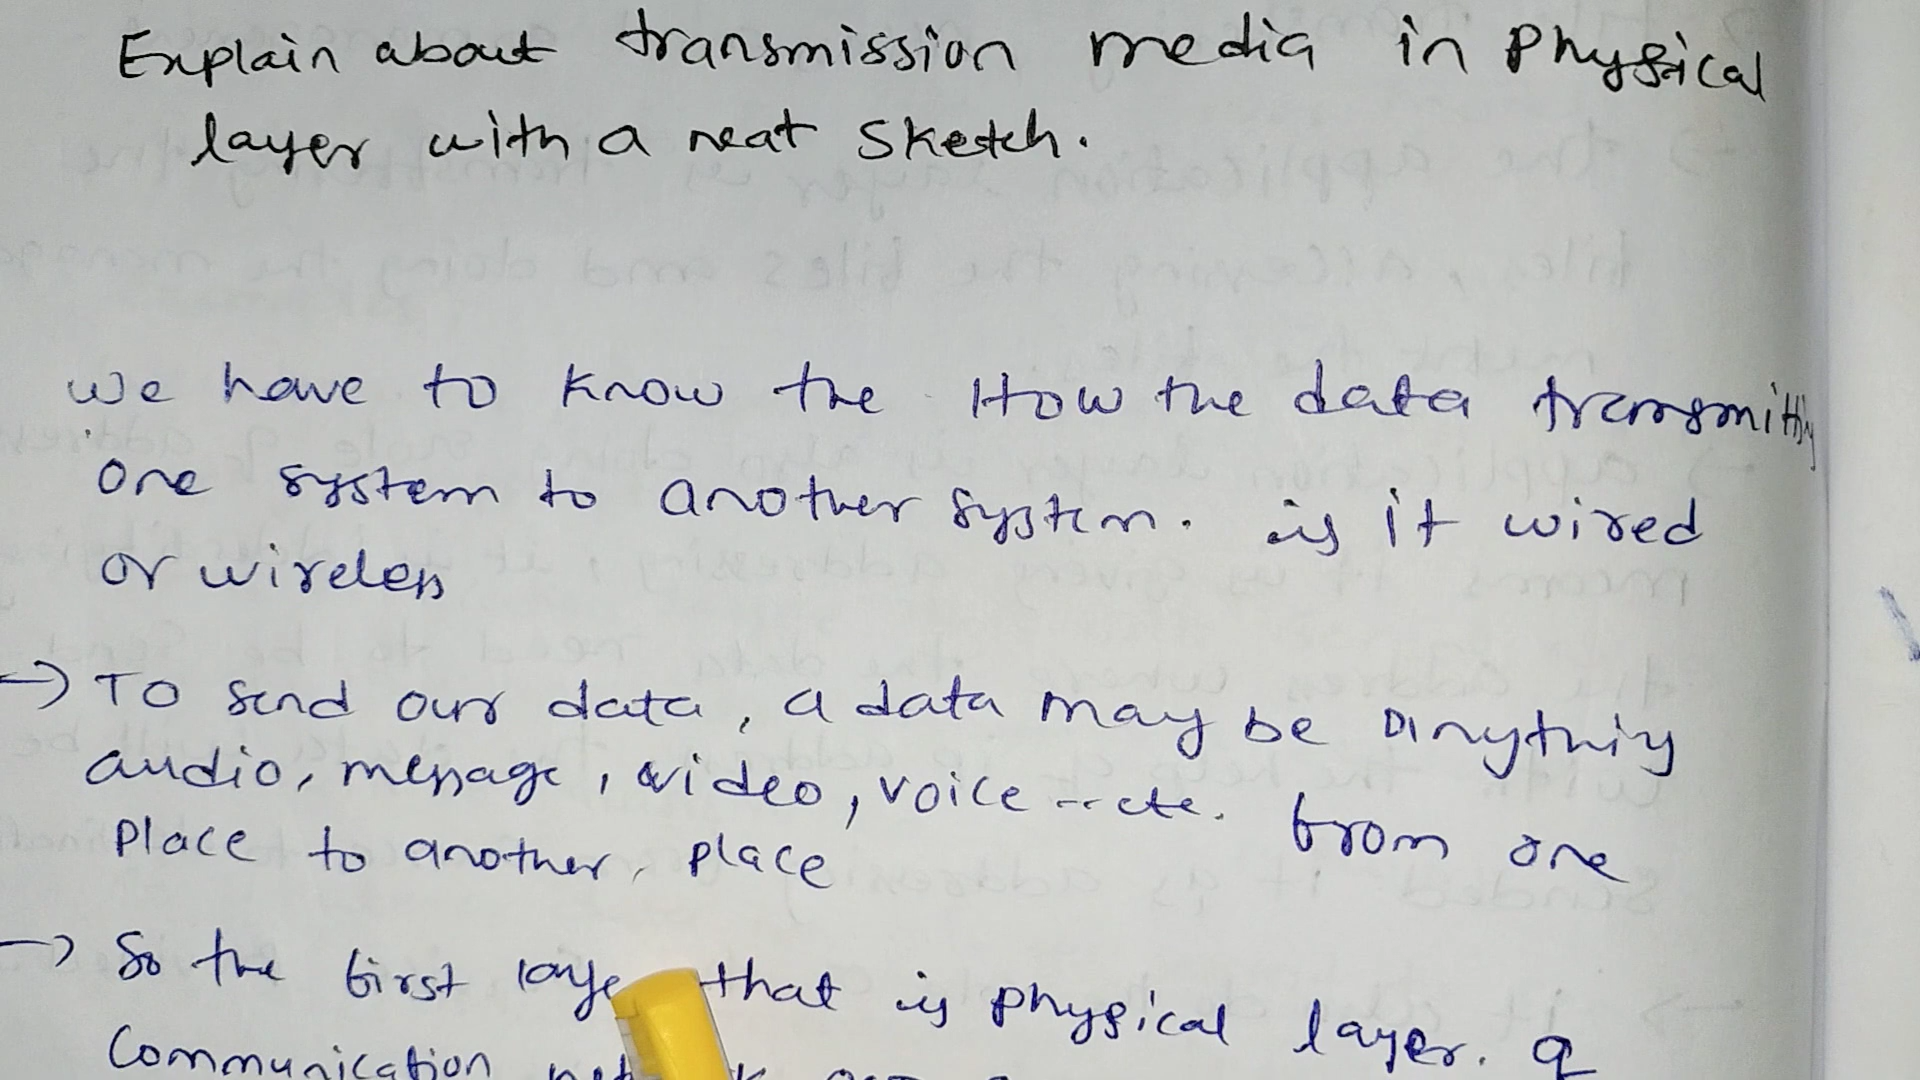 Explain about transmission media in Physical
layer with a neat Sketch.
we have to know the How the data transmitting
one system to another system. is it wired
or wireless
→ To send our data, a data may be anything
audio, message, video, voice --etc. from one
place to another, place
→ So the first laye that is physical layer. q
Communication